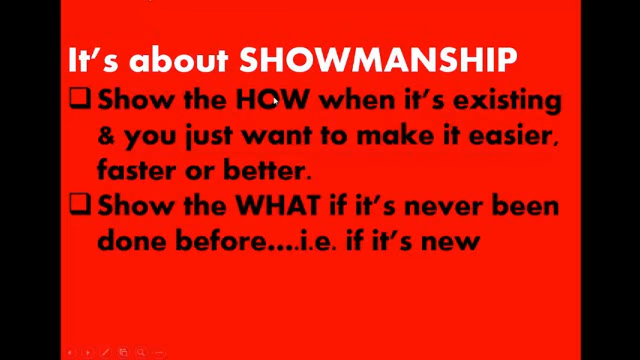 It's about SHOWMANSHIP
Show the HOW when it's existing
& you just want to make it easier,
faster or better.
Show the WHAT if it's never been
done before....i.e. if it's new